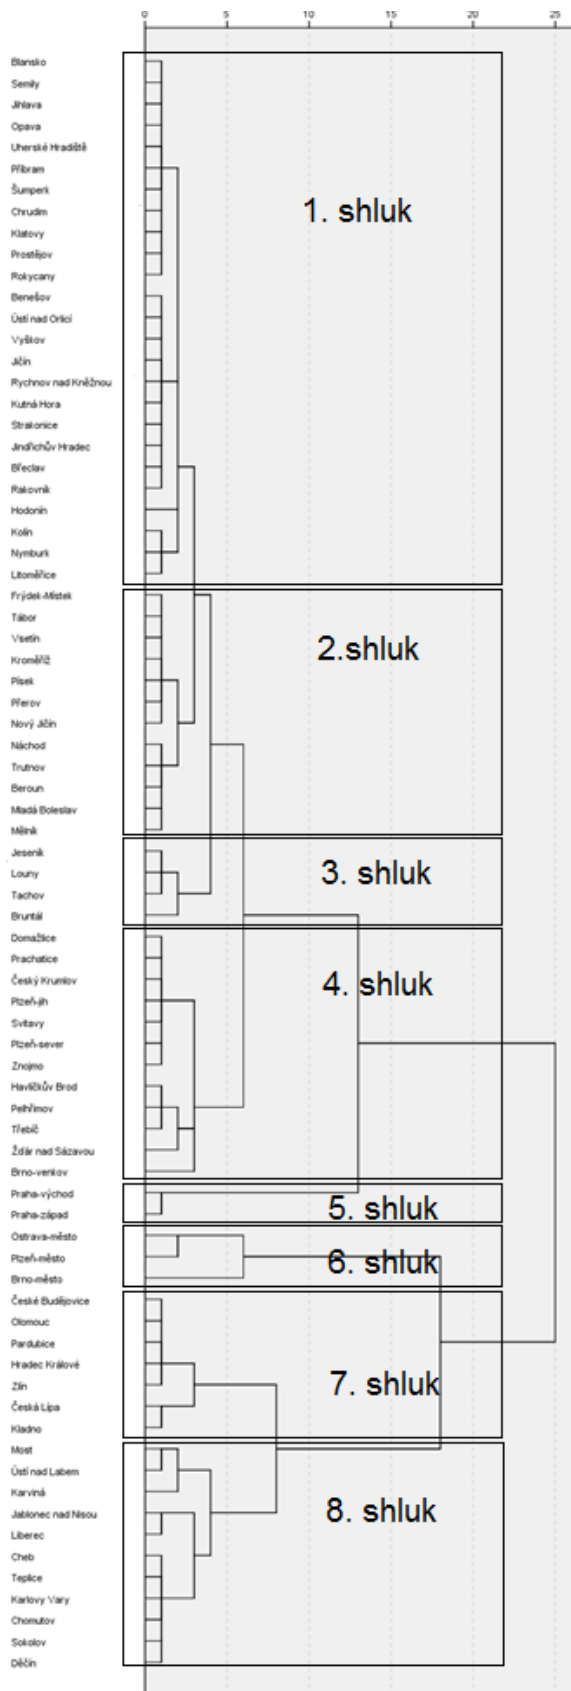 0 5 10 15 20 25
Blansko
Semily
Jihlava
Opava
Uherské Hradiště
Příbram
Šumperk
Chrudim
1. shluk
Klatovy
Prostějov
Rokycany
Benešov
Ústí nad Orlicí
Vyškov
Jičín
Rychnov nad Kněžnou
Kutná Hora
Strakonice
Jindřichův Hradec
Břeclav
Rakovník
Hodonín
Kolín
Nymburk
Litoměřice
Frýdek-Místek
Tábor
Vsetín
2.shluk
Kroměříž
Písek
Přerov
Nový Jičín
Náchod
Trutnov
Beroun
Mladá Boleslav
Mělník
Jeseník
Louny
3. shluk
Tachov
Bruntál
Domažlice
Prachatice
Český Krumlov
4. shluk
Plzeň-jih
Svitavy
Plzeň-sever
Znojmo
Havlíčkův Brod
Pelhřimov
Třebíč
Žďár nad Sázavou
Brno-venkov
Praha-východ
Praha-západ
5. shluk
Ostrava-město
Plzeň-město
6. shluk
Brno-město
České Budějovice
Olomouc
Pardubice
Hradec Králové
Zlín
7. shluk
Česká Lípa
Kladno
Most
Ústí nad Labem
Karviná
Jablonec nad Nisou
8. shluk
Liberec
Cheb
Teplice
Karlovy Vary
Chomutov
Sokolov
Děčín